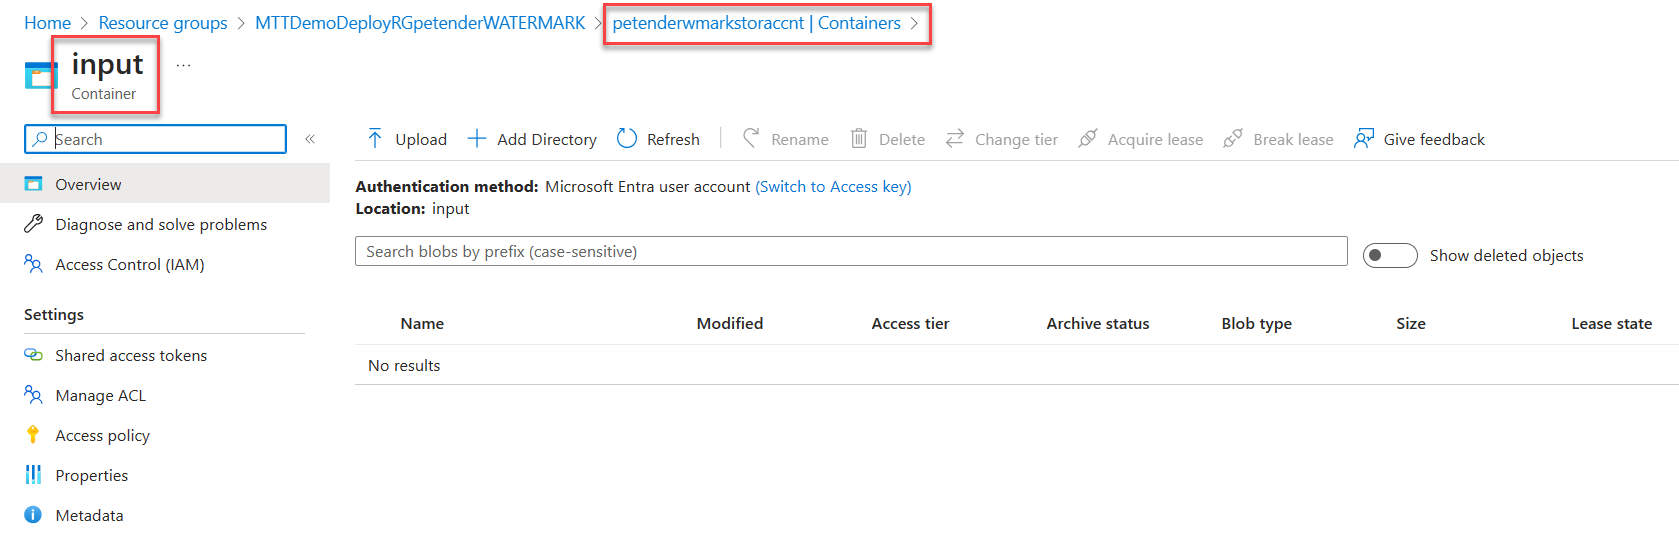 Home > Resource groups > MTTDemoDeployRGpetenderWATERMARK > petenderwmarkstoraccnt | Containers >
input ...
Container
Search «
Overview
Diagnose and solve problems
Access Control (IAM)
Settings
Shared access tokens
Manage ACL
Access policy
Properties
Metadata
Upload Add Directory Refresh Rename Delete Change tier Acquire lease Break lease Give feedback
Authentication method: Microsoft Entra user account (Switch to Access key)
Location: input
Search blobs by prefix (case-sensitive) Show deleted objects
Name Modified Access tier Archive status Blob type Size Lease state
No results